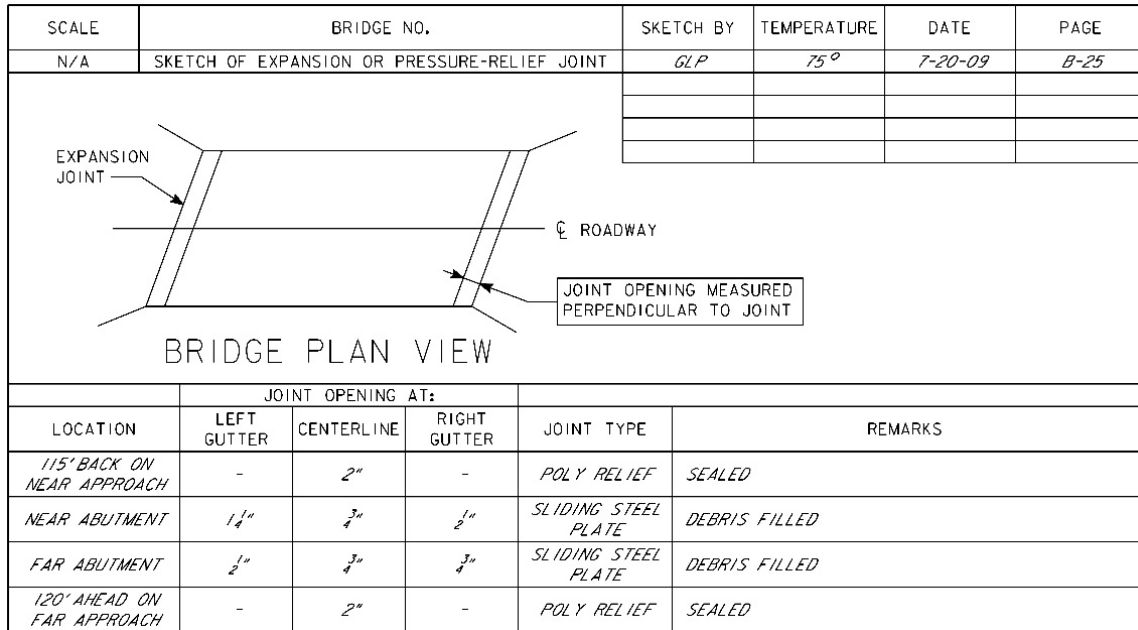 SCALE BRIDGE NO. SKETCH BY TEMPERATURE DATE PAGE
N/A SKETCH OF EXPANSION OR PRESSURE-RELIEF JOINT GLP 75° 7-20-09 B-25
EXPANSION
JOINT
℄ ROADWAY
JOINT OPENING MEASURED
PERPENDICULAR TO JOINT
BRIDGE PLAN VIEW
JOINT OPENING AT:
LOCATION LEFT GUTTER CENTERLINE RIGHT GUTTER JOINT TYPE REMARKS
115' BACK ON NEAR APPROACH - 2" - POLY RELIEF SEALED
NEAR ABUTMENT 1 1/4" 3/4" 1/2" SLIDING STEEL PLATE DEBRIS FILLED
FAR ABUTMENT 1/2" 3/4" 3/4" SLIDING STEEL PLATE DEBRIS FILLED
120' AHEAD ON FAR APPROACH - 2" - POLY RELIEF SEALED